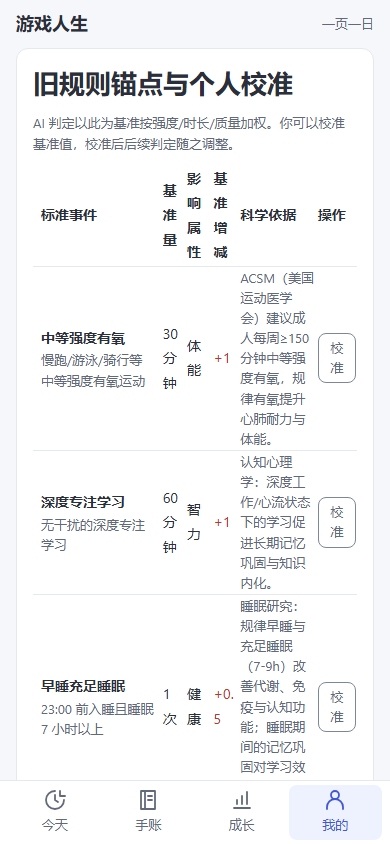 游戏人生
一页一日
旧规则锚点与个人校准
AI 判定以此为基准按强度/时长/质量加权。你可以校准
基准值，校准后后续判定随之调整。
标准事件
基
准
量
影
响
属
性
基
准
增
减
科学依据
操作
中等强度有氧
慢跑/游泳/骑行等
中等强度有氧运动
30
分
钟
体
能
+1
ACSM（美国
运动医学
会）建议成
人每周≥150
分钟中等强
度有氧，规
律有氧提升
心肺耐力与
体能。
校
准
深度专注学习
无干扰的深度专注
学习
60
分
钟
智
力
+1
认知心理
学：深度工
作/心流状态
下的学习促
进长期记忆
巩固与知识
内化。
校
准
早睡充足睡眠
23:00 前入睡且睡眠
7 小时以上
1
次
健
康
+0.
5
睡眠研究：
规律早睡与
充足睡眠
（7-9h）改
善代谢、免
疫与认知功
能；睡眠期
间的记忆巩
固对学习效
校
准
今天
手账
成长
我的